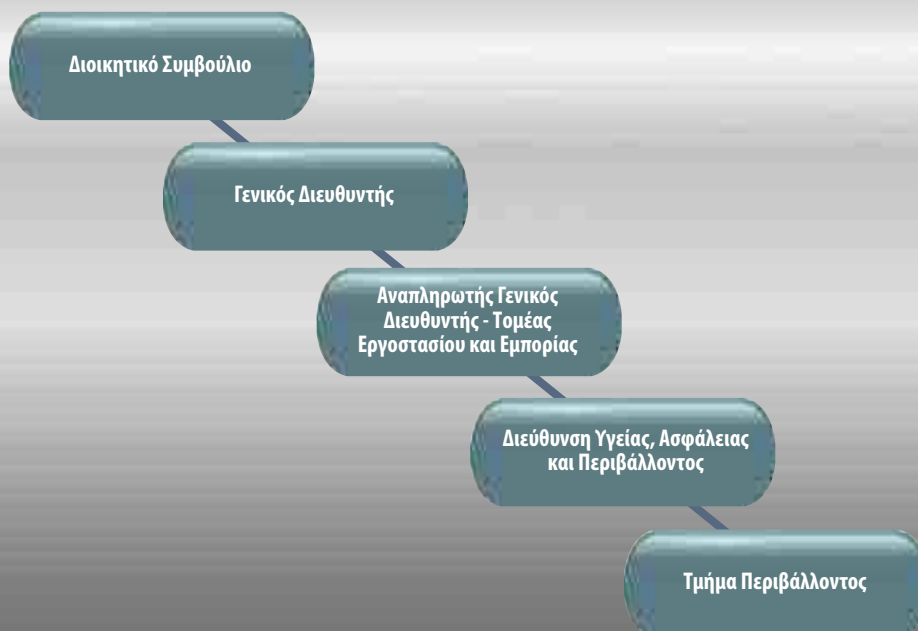 Διοικητικό Συμβούλιο
Γενικός Διευθυντής
Αναπληρωτής Γενικός
Διευθυντής - Τομέας
Εργοστασίου και Εμπορίας
Διεύθυνση Υγείας, Ασφάλειας
και Περιβάλλοντος
Τμήμα Περιβάλλοντος